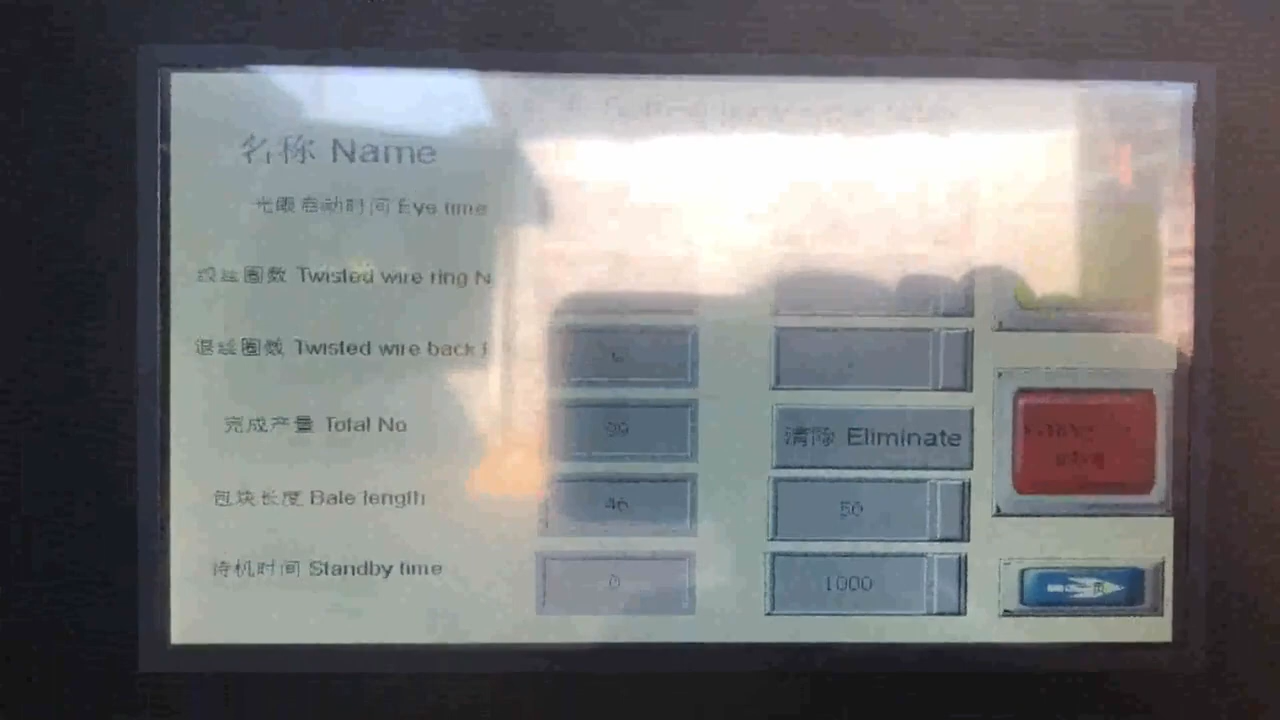 名称 Name
光眼启动时间 Eye time
绞丝圈数 Twisted wire ring N
退丝圈数 Twisted wire back
6
完成产量 Total No
99
清除 Eliminate
包块长度 Bale length
46
50
待机时间 Standby time
0
1000